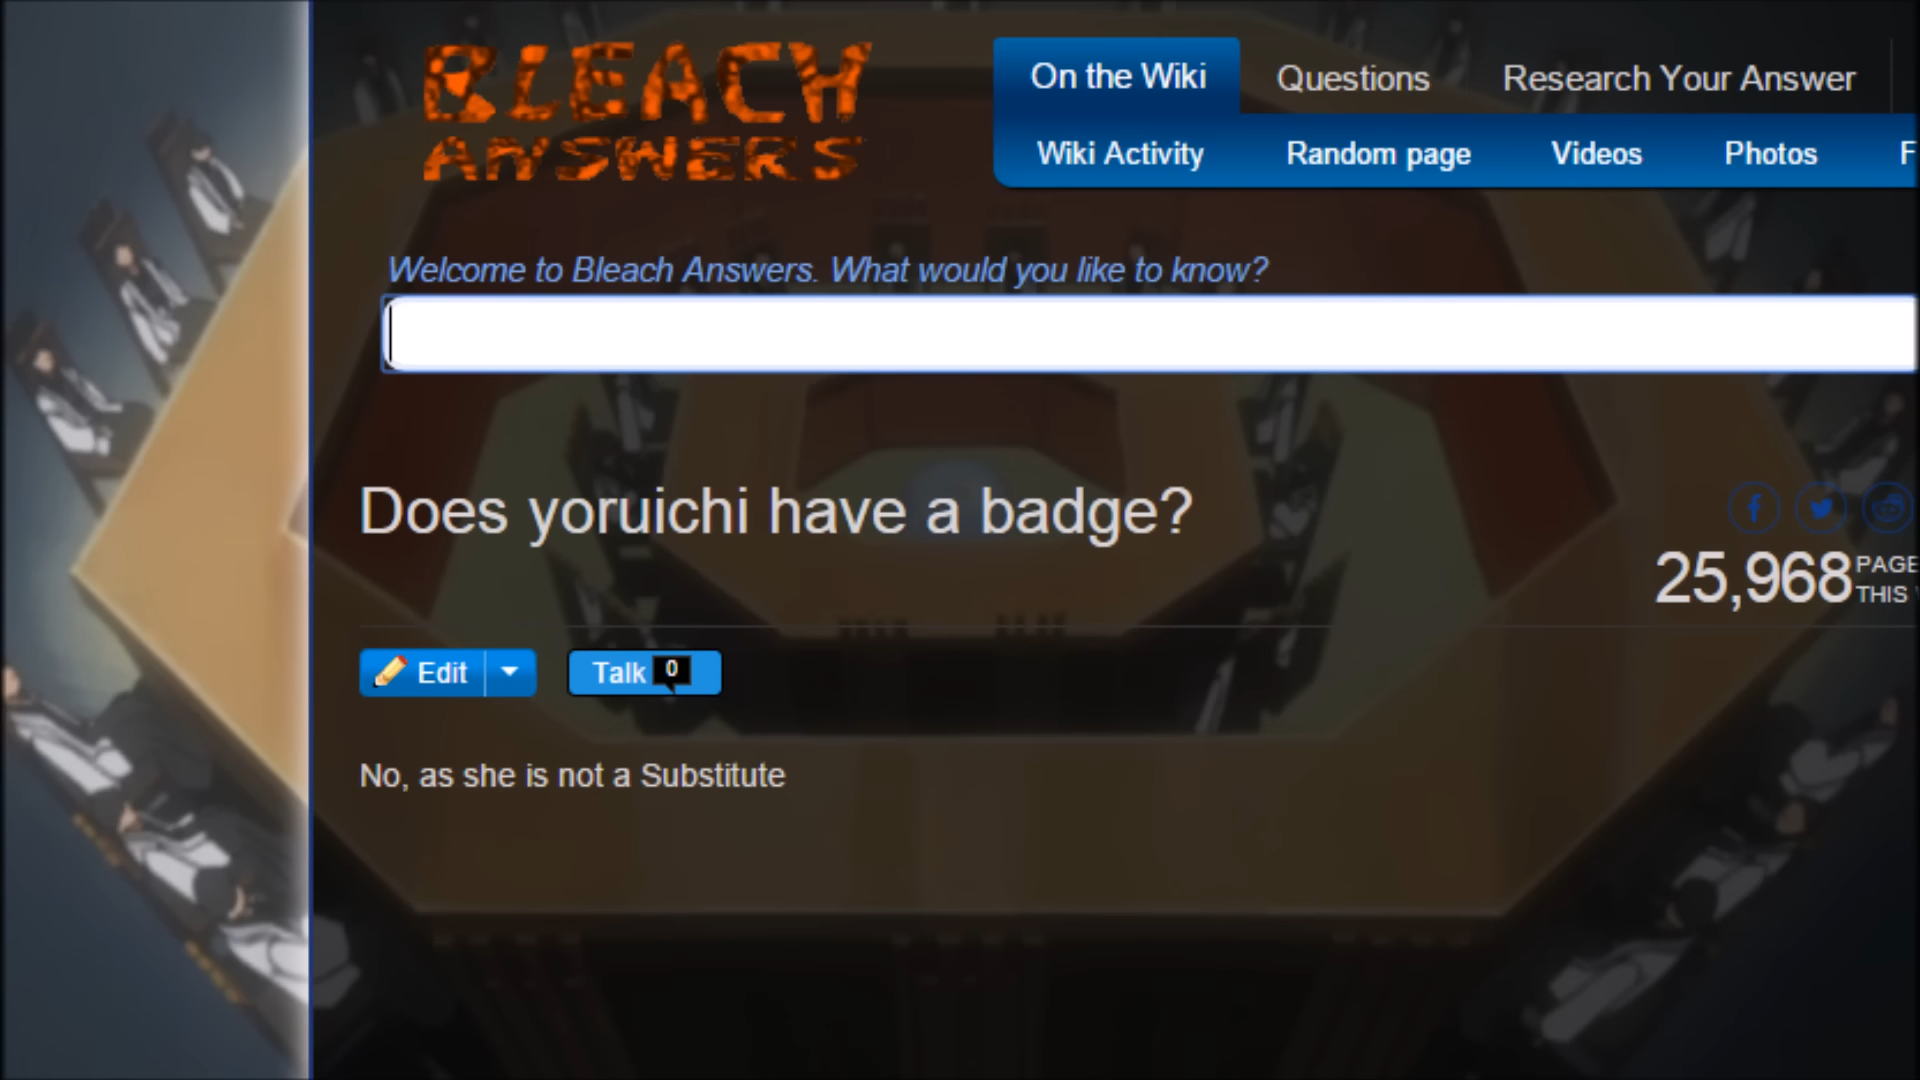 BLEACH
ANSWERS
On the Wiki
Questions
Research Your Answer
Wiki Activity
Random page
Videos
Photos
F
Welcome to Bleach Answers. What would you like to know?
Does yoruichi have a badge?
25,968 PAGE
THIS
Edit
Talk 0
No, as she is not a Substitute